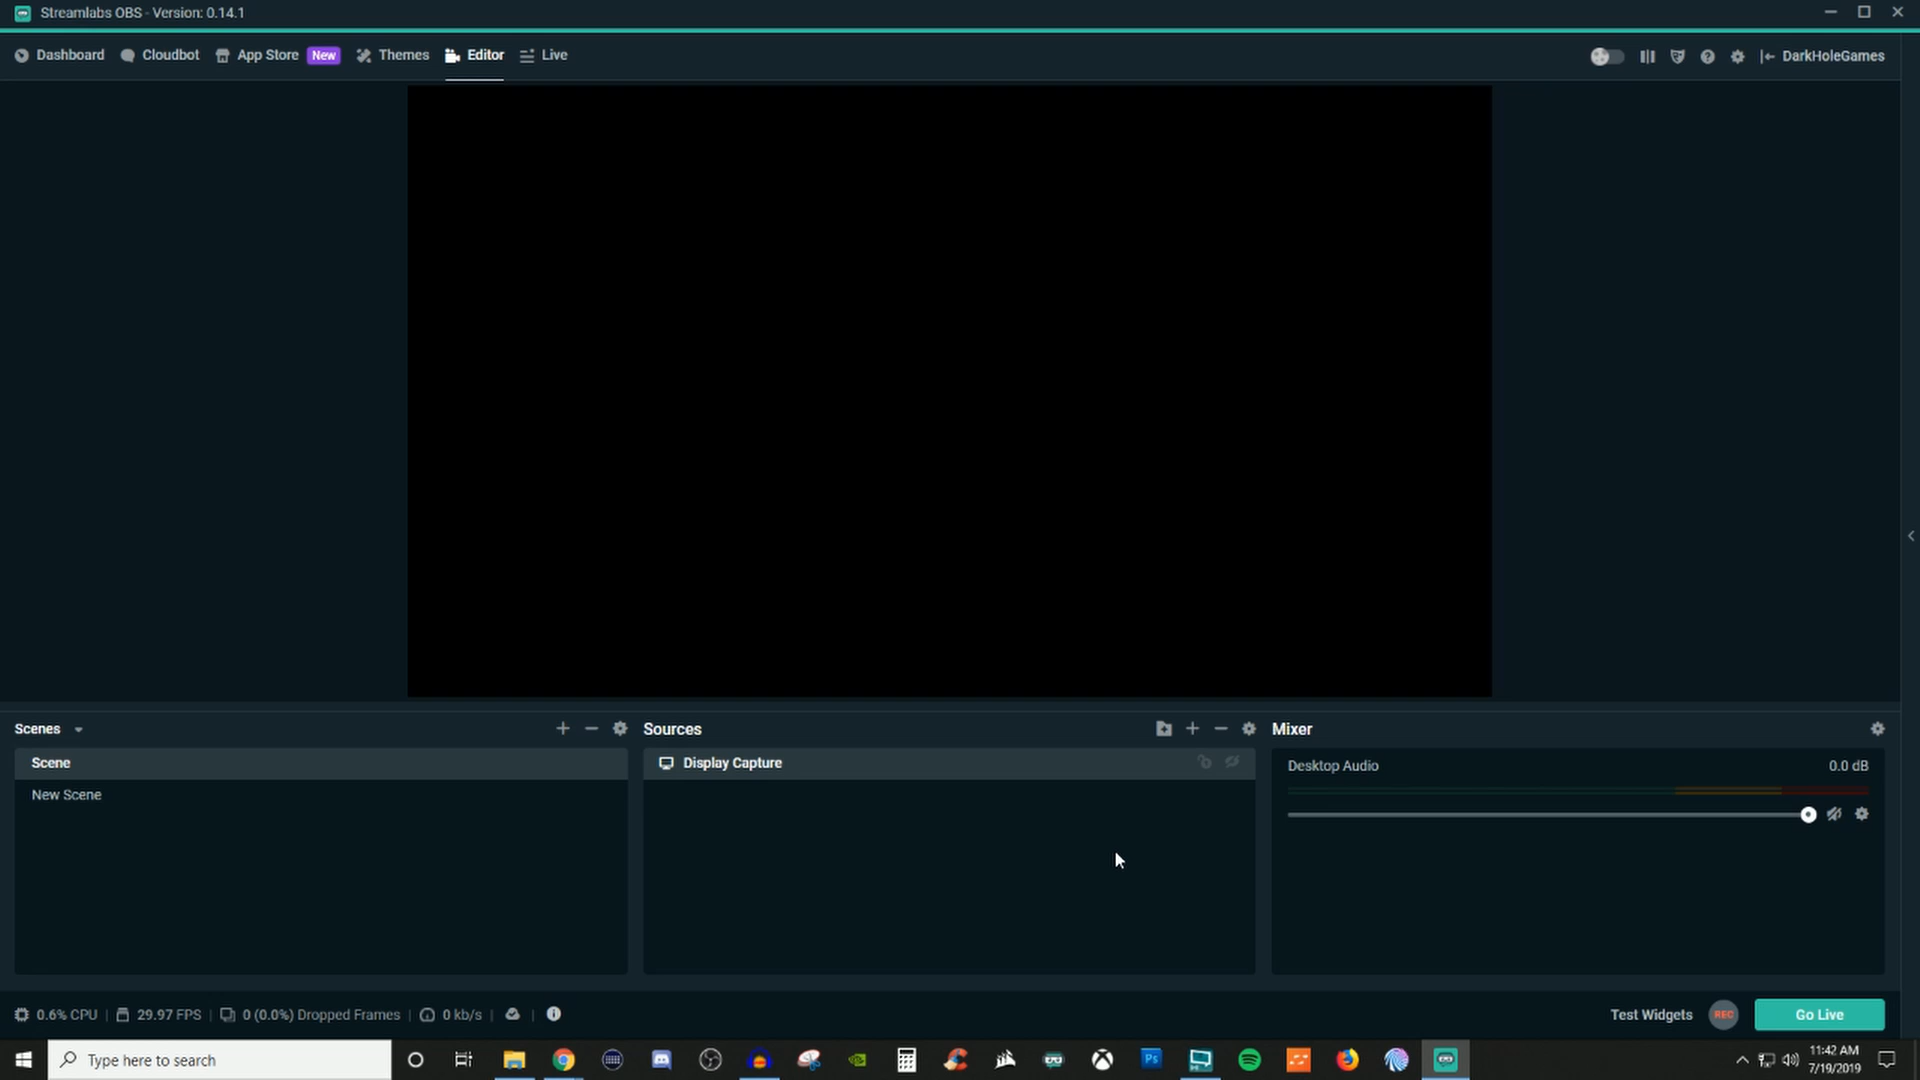 Streamlabs OBS - Version: 0.14.1
Dashboard Cloudbot App Store New Themes Editor Live DarkHoleGames
Scenes
Scene
New Scene
Sources
Display Capture
Mixer
Desktop Audio 0.0 dB
0.6% CPU 29.97 FPS 0 (0.0%) Dropped Frames 0 kb/s
Test Widgets REC Go Live
Type here to search
Ps
11:42 AM
7/19/2019